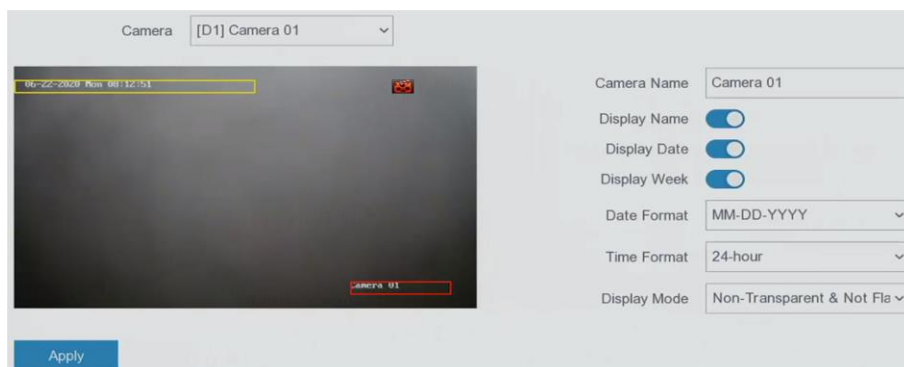 Camera [D1] Camera 01
06-22-2020 Mon 08:12:51
Camera Name Camera 01
Display Name
Display Date
Display Week
Date Format MM-DD-YYYY
Time Format 24-hour
Camera 01
Display Mode Non-Transparent & Not Fla
Apply